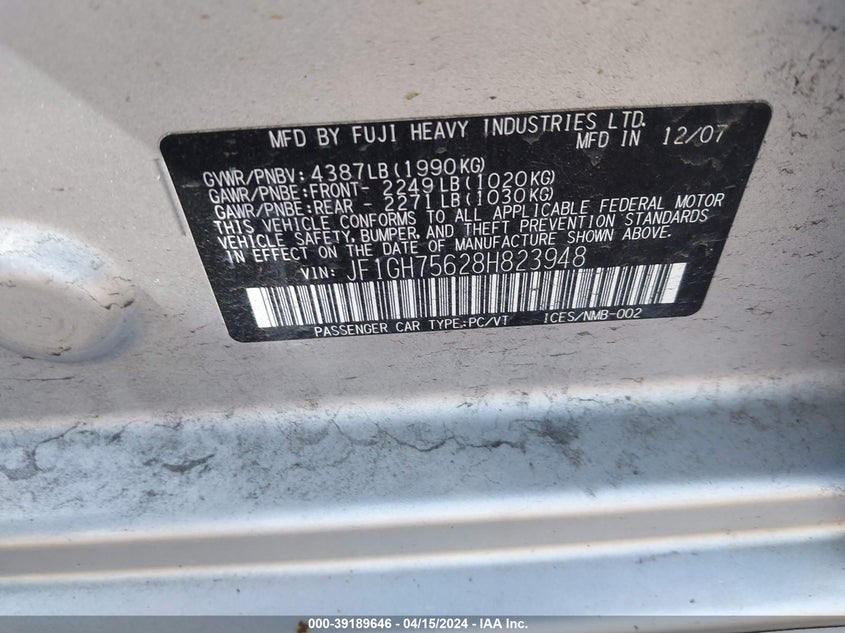 MFD BY FUJI HEAVY INDUSTRIES LTD.
MFD IN 12/07
GVWR/PNBV: 4387LB(1990KG)
GAWR/PNBE:FRONT- 2249LB(1020KG)
GAWR/PNBE:REAR - 2271LB(1030KG)
THIS VEHICLE CONFORMS TO ALL APPLICABLE FEDERAL MOTOR
VEHICLE SAFETY, BUMPER, AND THEFT PREVENTION STANDARDS
IN EFFECT ON THE DATE OF MANUFACTURE SHOWN ABOVE.
VIN: JF1GH75628H823948
PASSENGER CAR TYPE:PC/VT ICES/NMB-002
000-39189646 - 04/15/2024 - IAA Inc.